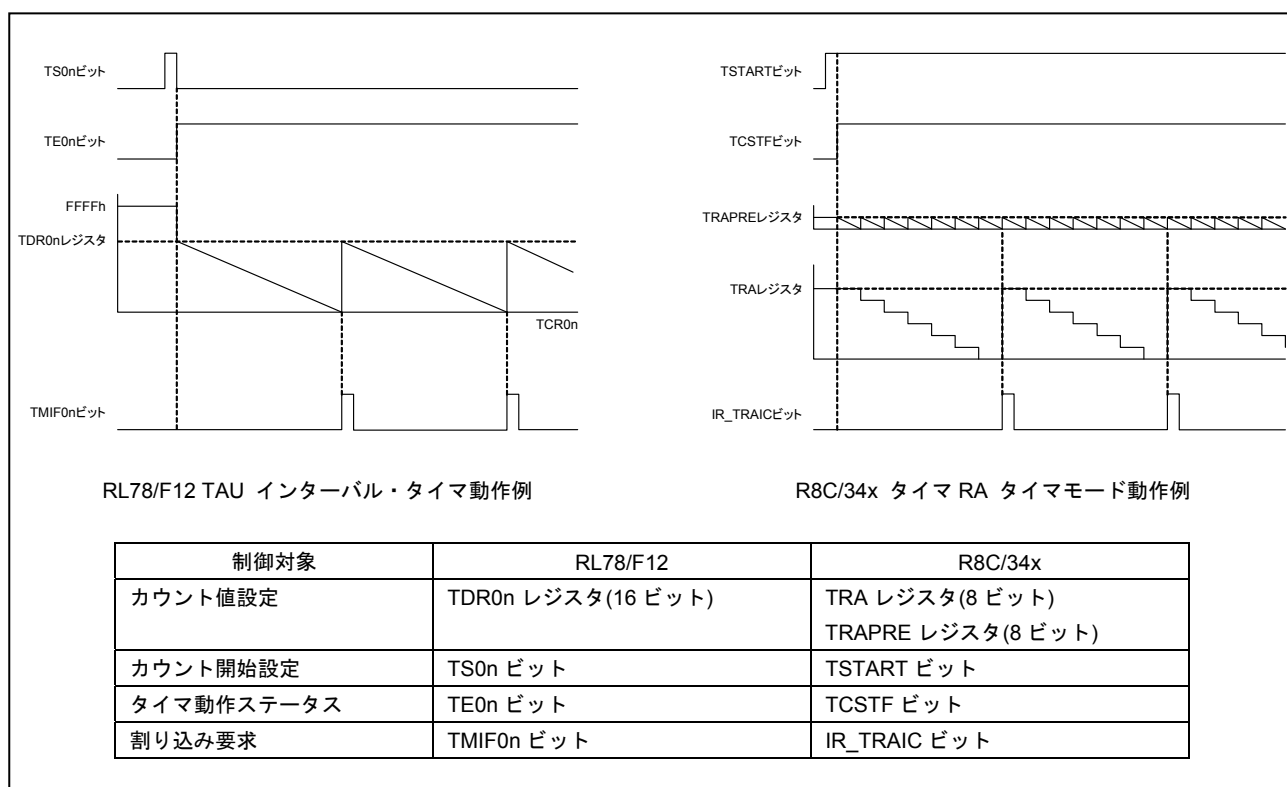 TS0nビット
TE0nビット
FFFFh
TDR0nレジスタ
TCR0n
TMIF0nビット
RL78/F12 TAU インターバル・タイマ動作例
TSTARTビット
TCSTFビット
TRAPREレジスタ
TRAレジスタ
IR_TRAICビット
R8C/34x タイマ RA タイマモード動作例
制御対象 RL78/F12 R8C/34x
カウント値設定 TDR0n レジスタ(16 ビット) TRA レジスタ(8 ビット)
TRAPRE レジスタ(8 ビット)
カウント開始設定 TS0n ビット TSTART ビット
タイマ動作ステータス TE0n ビット TCSTF ビット
割り込み要求 TMIF0n ビット IR_TRAIC ビット